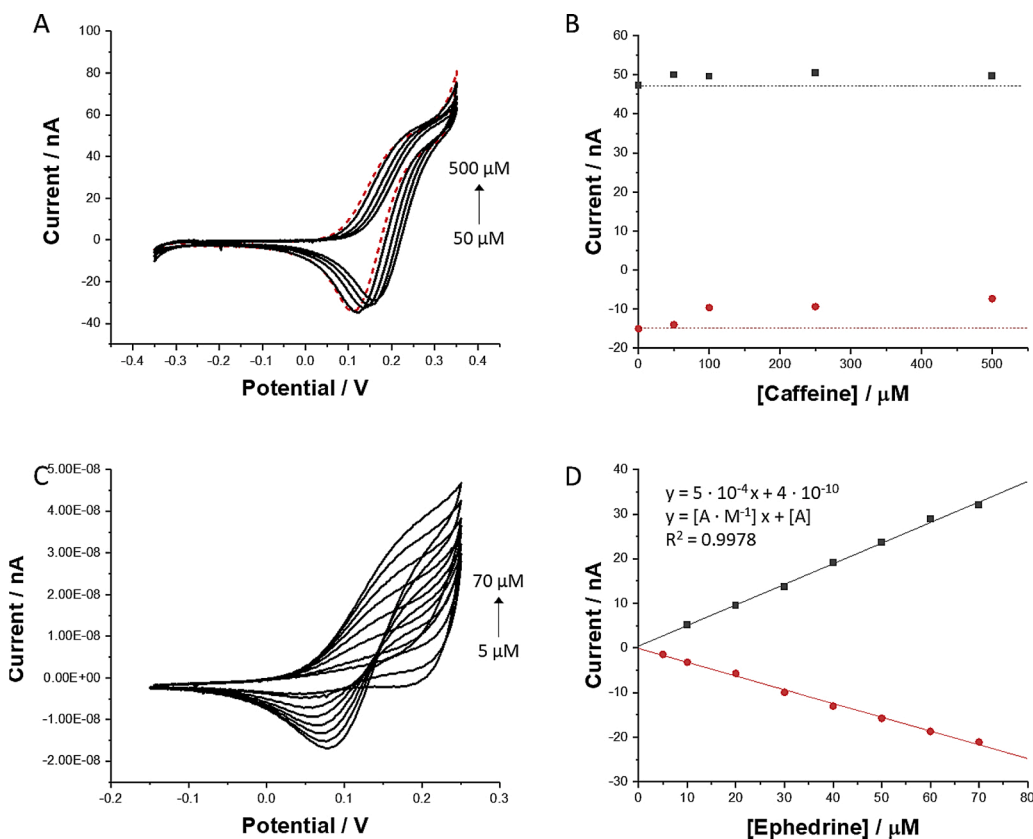 A
Current / nA
100
80
60
40
20
0
-20
-40
-0.4 -0.3 -0.2 -0.1 0.0 0.1 0.2 0.3 0.4
Potential / V
500 μM
50 μM
B
Current / nA
60
50
40
30
20
10
0
-10
-20
0 100 200 300 400 500
[Caffeine] / μM
C
Current / nA
5.00E-08
4.00E-08
3.00E-08
2.00E-08
1.00E-08
0.00E+00
-1.00E-08
-2.00E-08
-0.2 -0.1 0.0 0.1 0.2 0.3
Potential / V
70 μM
5 μM
D
y = 5 · 10⁻⁴x + 4 · 10⁻¹⁰
y = [A · M⁻¹] x + [A]
R² = 0.9978
Current / nA
40
30
20
10
0
-10
-20
-30
10 20 30 40 50 60 70 80
[Ephedrine] / μM